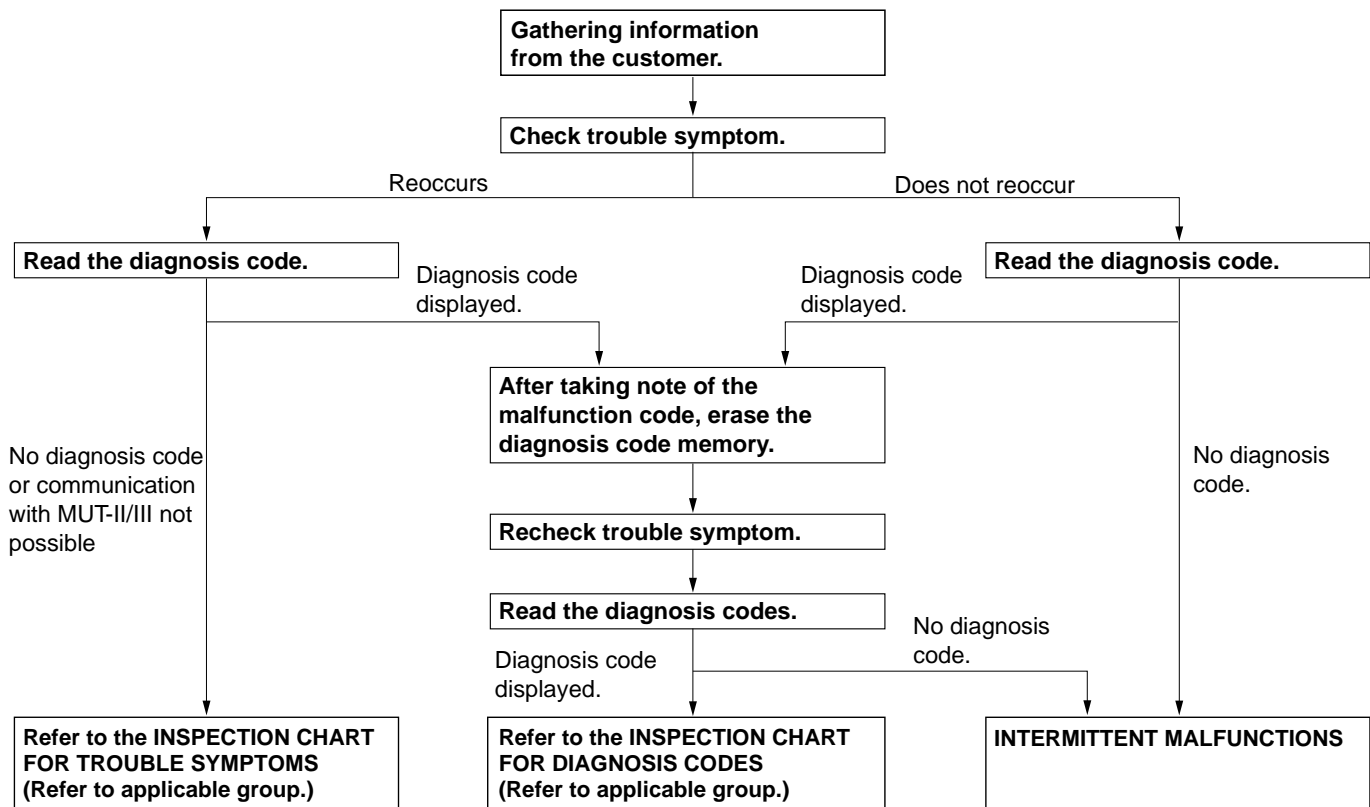 Gathering information
from the customer.
Check trouble symptom.
Reoccurs
Does not reoccur
Read the diagnosis code.
Read the diagnosis code.
Diagnosis code
displayed.
Diagnosis code
displayed.
After taking note of the
malfunction code, erase the
diagnosis code memory.
No diagnosis code
or communication
with MUT-II/III not
possible
No diagnosis
code.
Recheck trouble symptom.
Read the diagnosis codes.
No diagnosis
code.
Diagnosis code
displayed.
Refer to the INSPECTION CHART
FOR TROUBLE SYMPTOMS
(Refer to applicable group.)
Refer to the INSPECTION CHART
FOR DIAGNOSIS CODES
(Refer to applicable group.)
INTERMITTENT MALFUNCTIONS